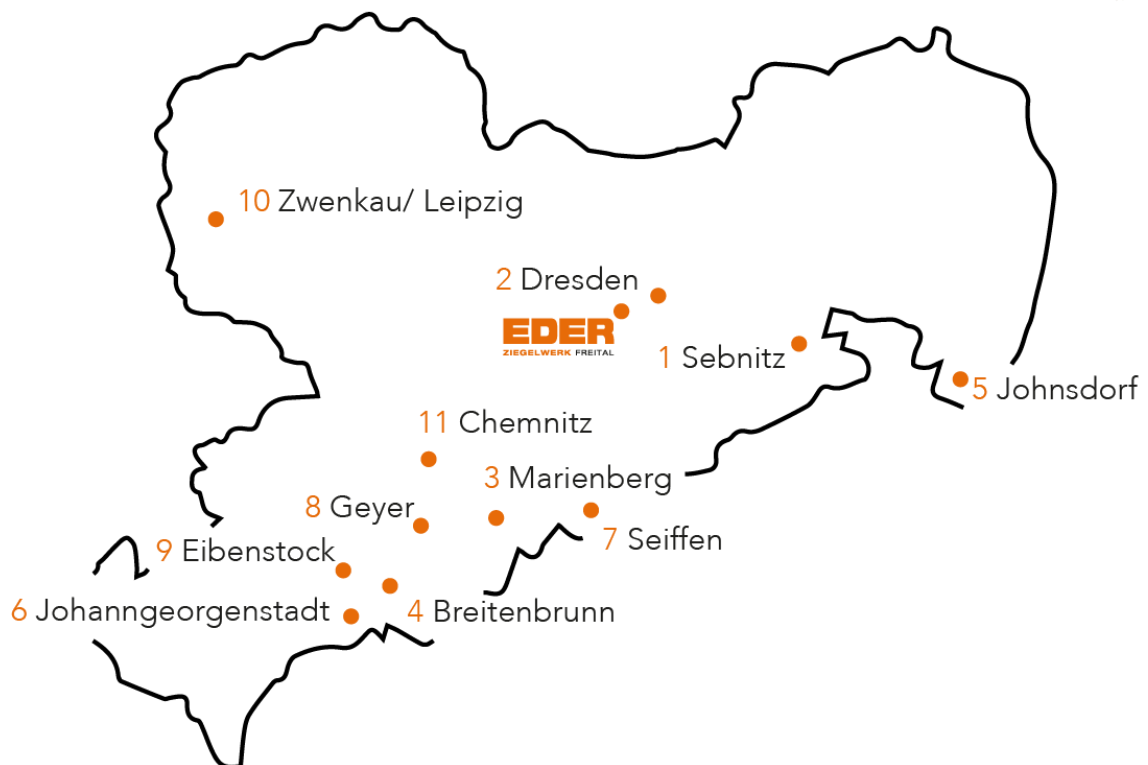 10 Zwenkau/ Leipzig
2 Dresden
EDER
ZIEGELWERK FREITAL
1 Sebnitz
5 Johnsdorf
11 Chemnitz
3 Marienberg
8 Geyer
7 Seiffen
9 Eibenstock
6 Johanngeorgenstadt
4 Breitenbrunn